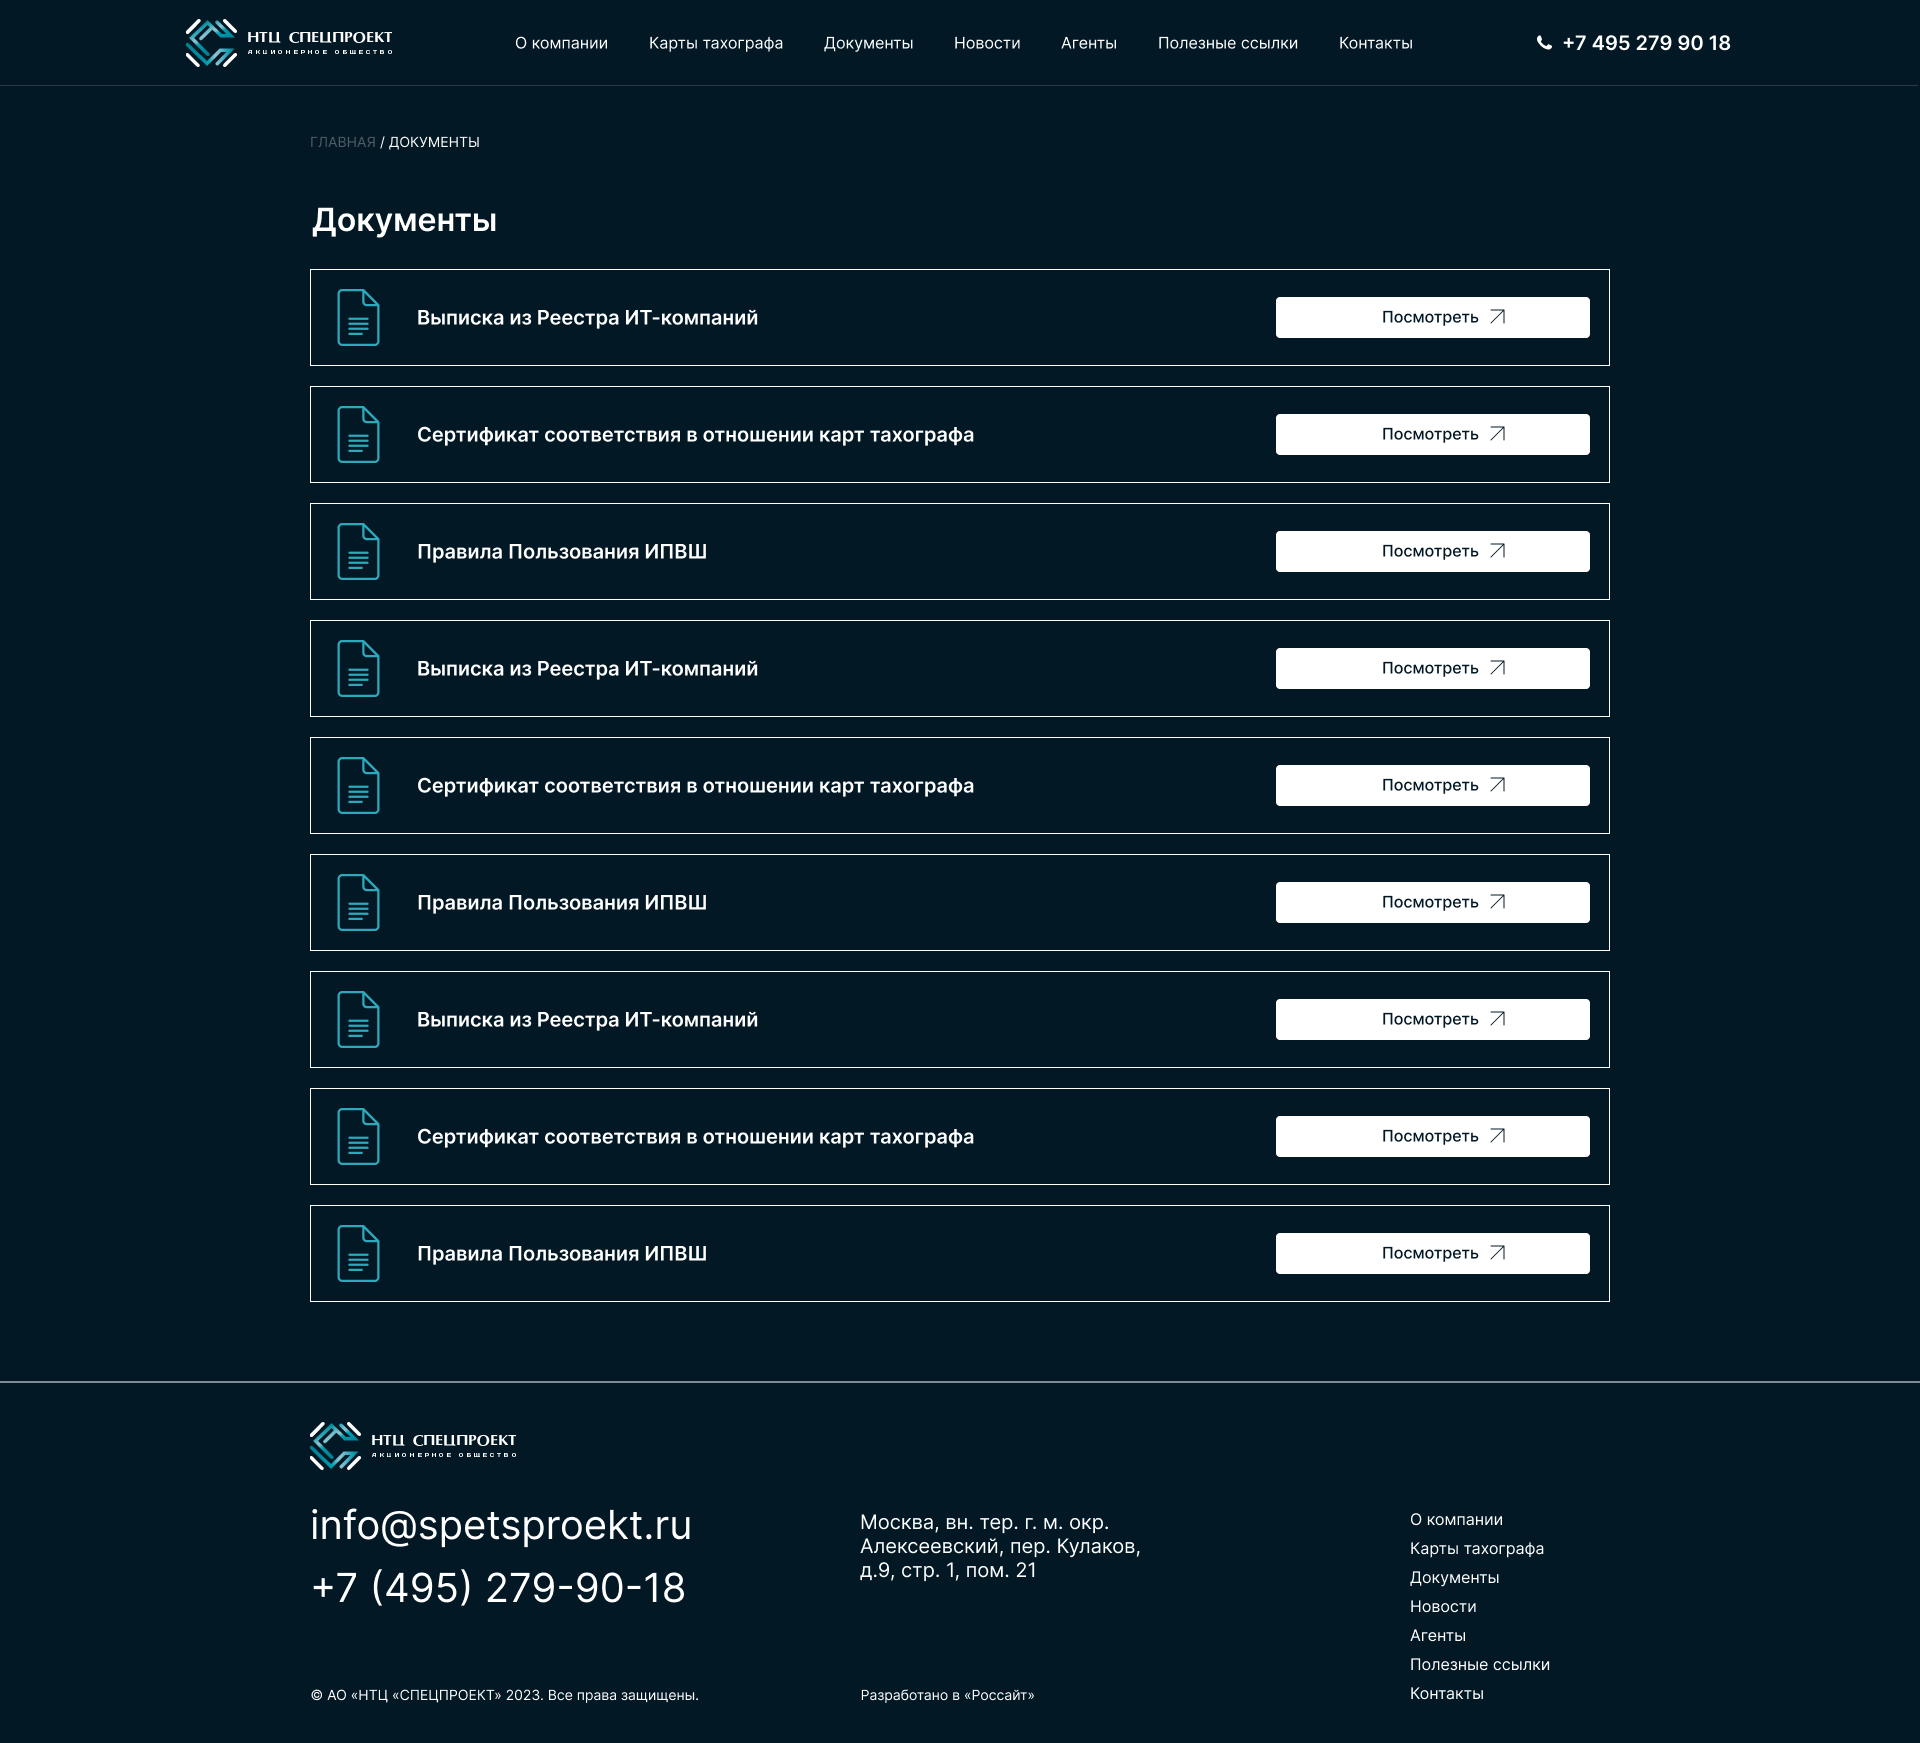 НТЦ СПЕЦПРОЕКТ
АКЦИОНЕРНОЕ ОБЩЕСТВО
О компании
Карты тахографа
Документы
Новости
Агенты
Полезные ссылки
Контакты
+7 495 279 90 18
ГЛАВНАЯ / ДОКУМЕНТЫ
Документы
Выписка из Реестра ИТ-компаний
Посмотреть
Сертификат соответствия в отношении карт тахографа
Посмотреть
Правила Пользования ИПВШ
Посмотреть
Выписка из Реестра ИТ-компаний
Посмотреть
Сертификат соответствия в отношении карт тахографа
Посмотреть
Правила Пользования ИПВШ
Посмотреть
Выписка из Реестра ИТ-компаний
Посмотреть
Сертификат соответствия в отношении карт тахографа
Посмотреть
Правила Пользования ИПВШ
Посмотреть
НТЦ СПЕЦПРОЕКТ
АКЦИОНЕРНОЕ ОБЩЕСТВО
info@spetsproekt.ru
+7 (495) 279-90-18
Москва, вн. тер. г. м. окр.
Алексеевский, пер. Кулаков,
д.9, стр. 1, пом. 21
О компании
Карты тахографа
Документы
Новости
Агенты
Полезные ссылки
Контакты
© АО «НТЦ «СПЕЦПРОЕКТ» 2023. Все права защищены.
Разработано в «Россайт»